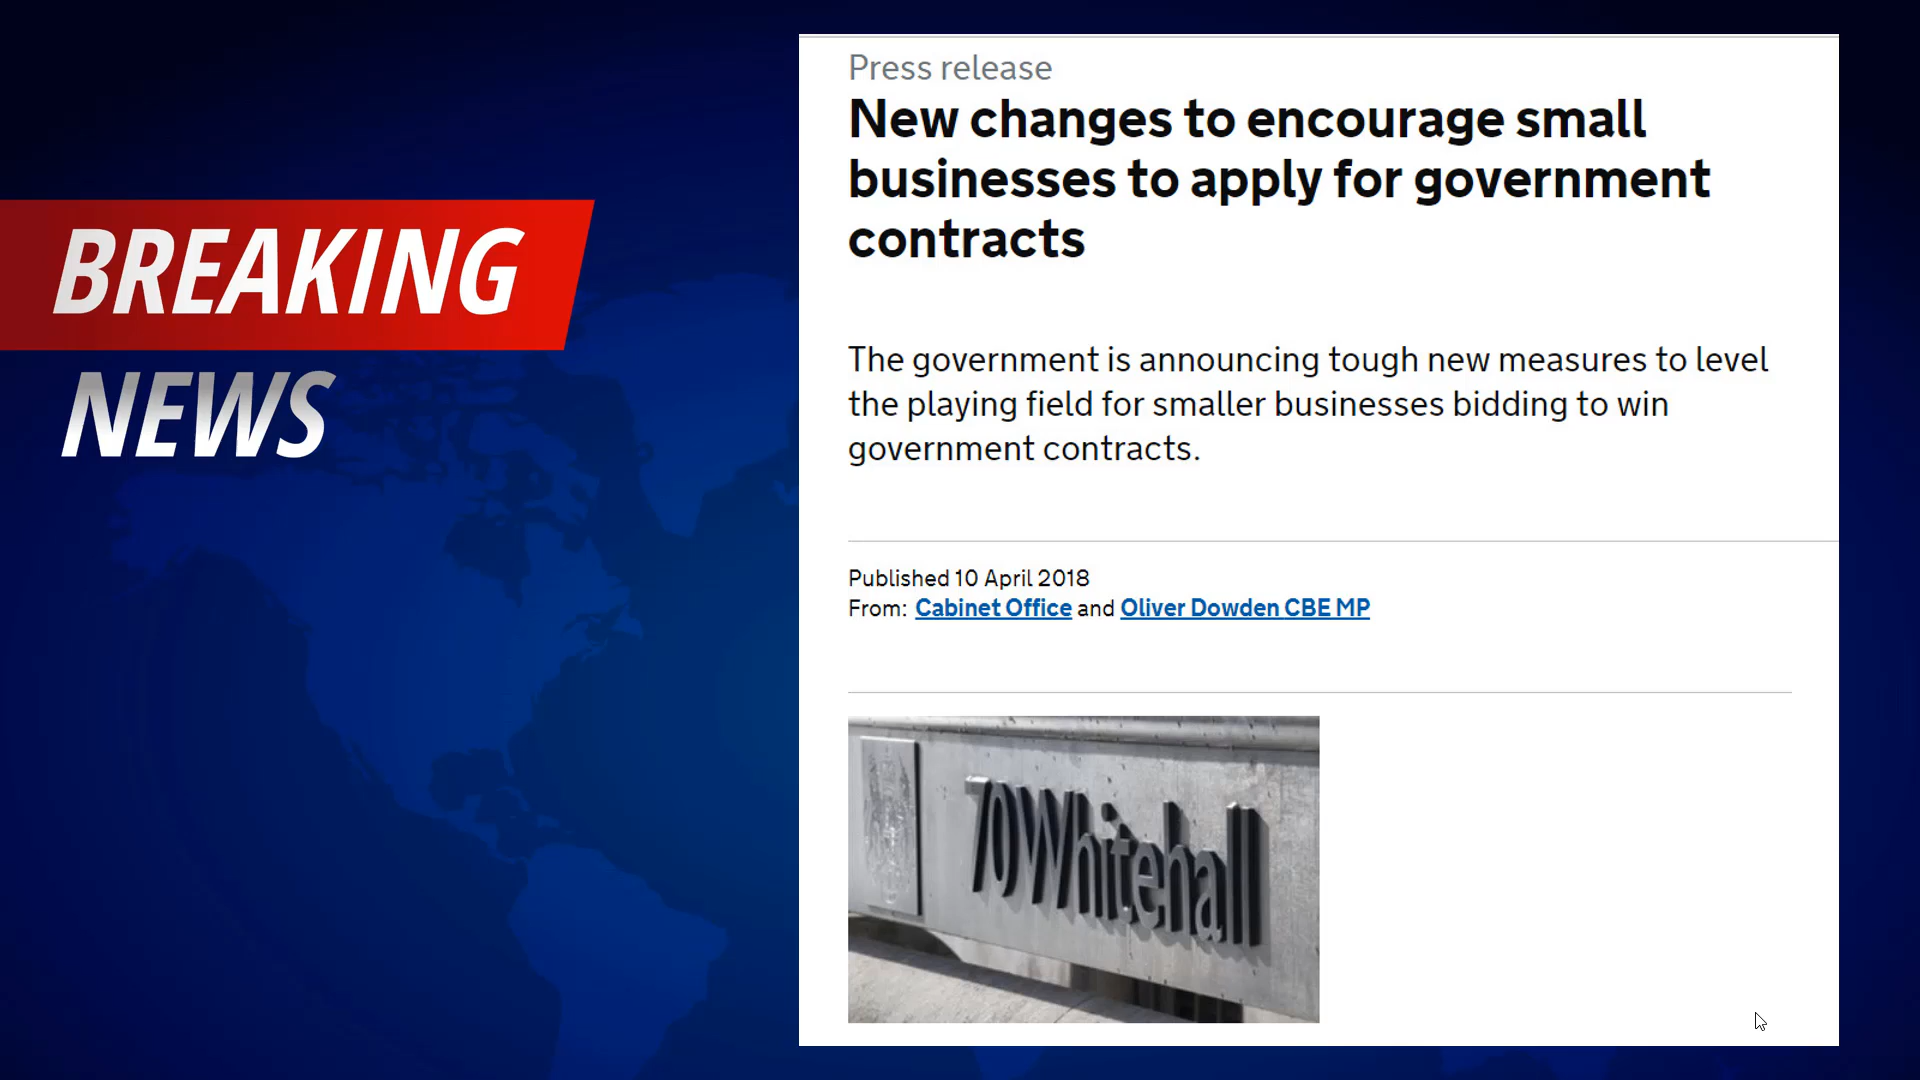 BREAKING
NEWS
Press release
New changes to encourage small
businesses to apply for government
contracts
The government is announcing tough new measures to level
the playing field for smaller businesses bidding to win
government contracts.
Published 10 April 2018
From: Cabinet Office and Oliver Dowden CBE MP
70 Whitehall